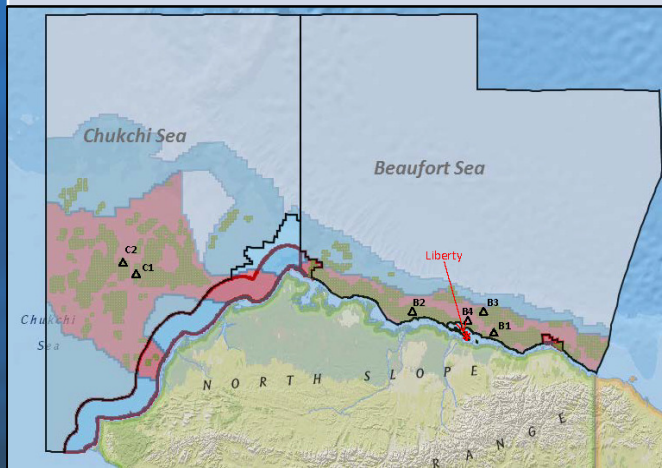 Chukchi Sea
Beaufort Sea
C2
C1
Liberty
B2
B3
B4
B1
Chukchi
Sea
NORTH SLOPE
RANGE